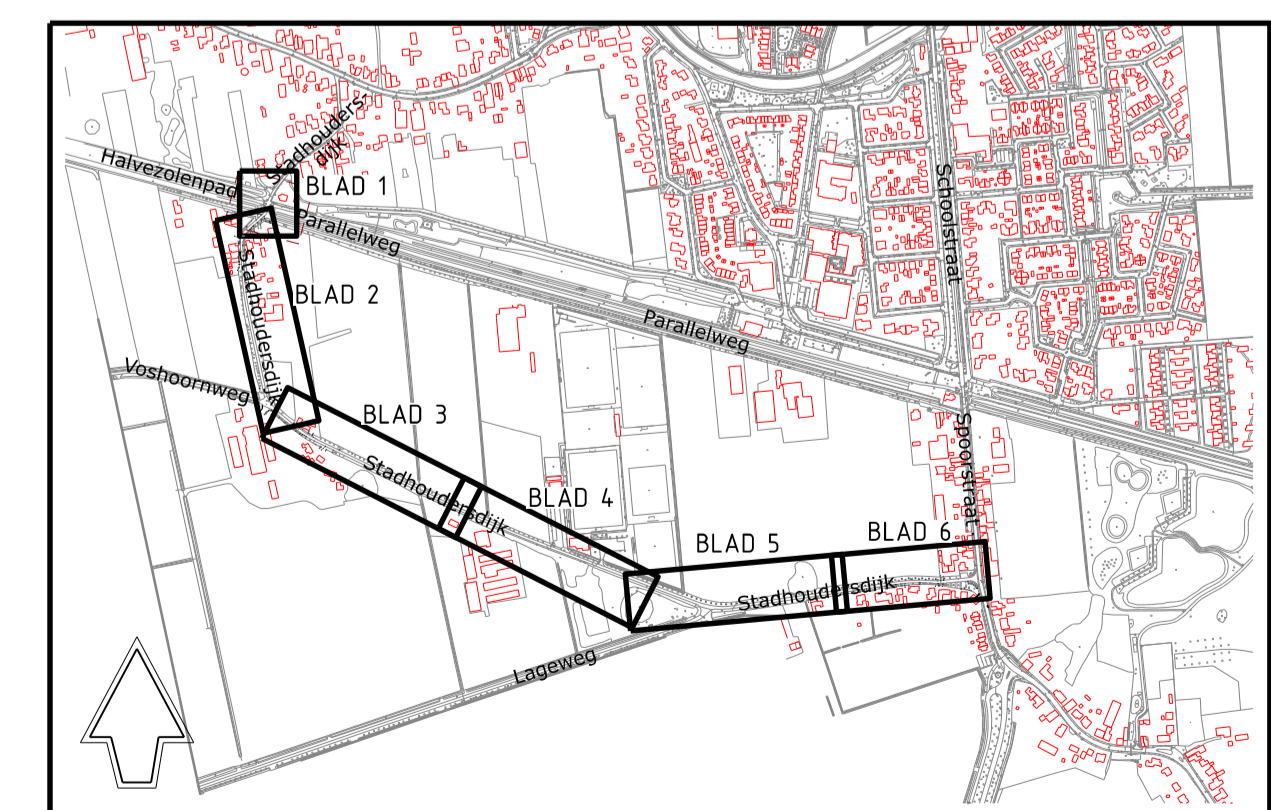 Stadhouders-
dijk
Halvezolenpad
BLAD 1
Parallelweg
Schoolstraat
Stadhoudersdijk
BLAD 2
Parallelweg
Voshoornweg
BLAD 3
Stadhoudersdijk
BLAD 4
Spoorstraat
BLAD 5
BLAD 6
Stadhoudersdijk
Lageweg